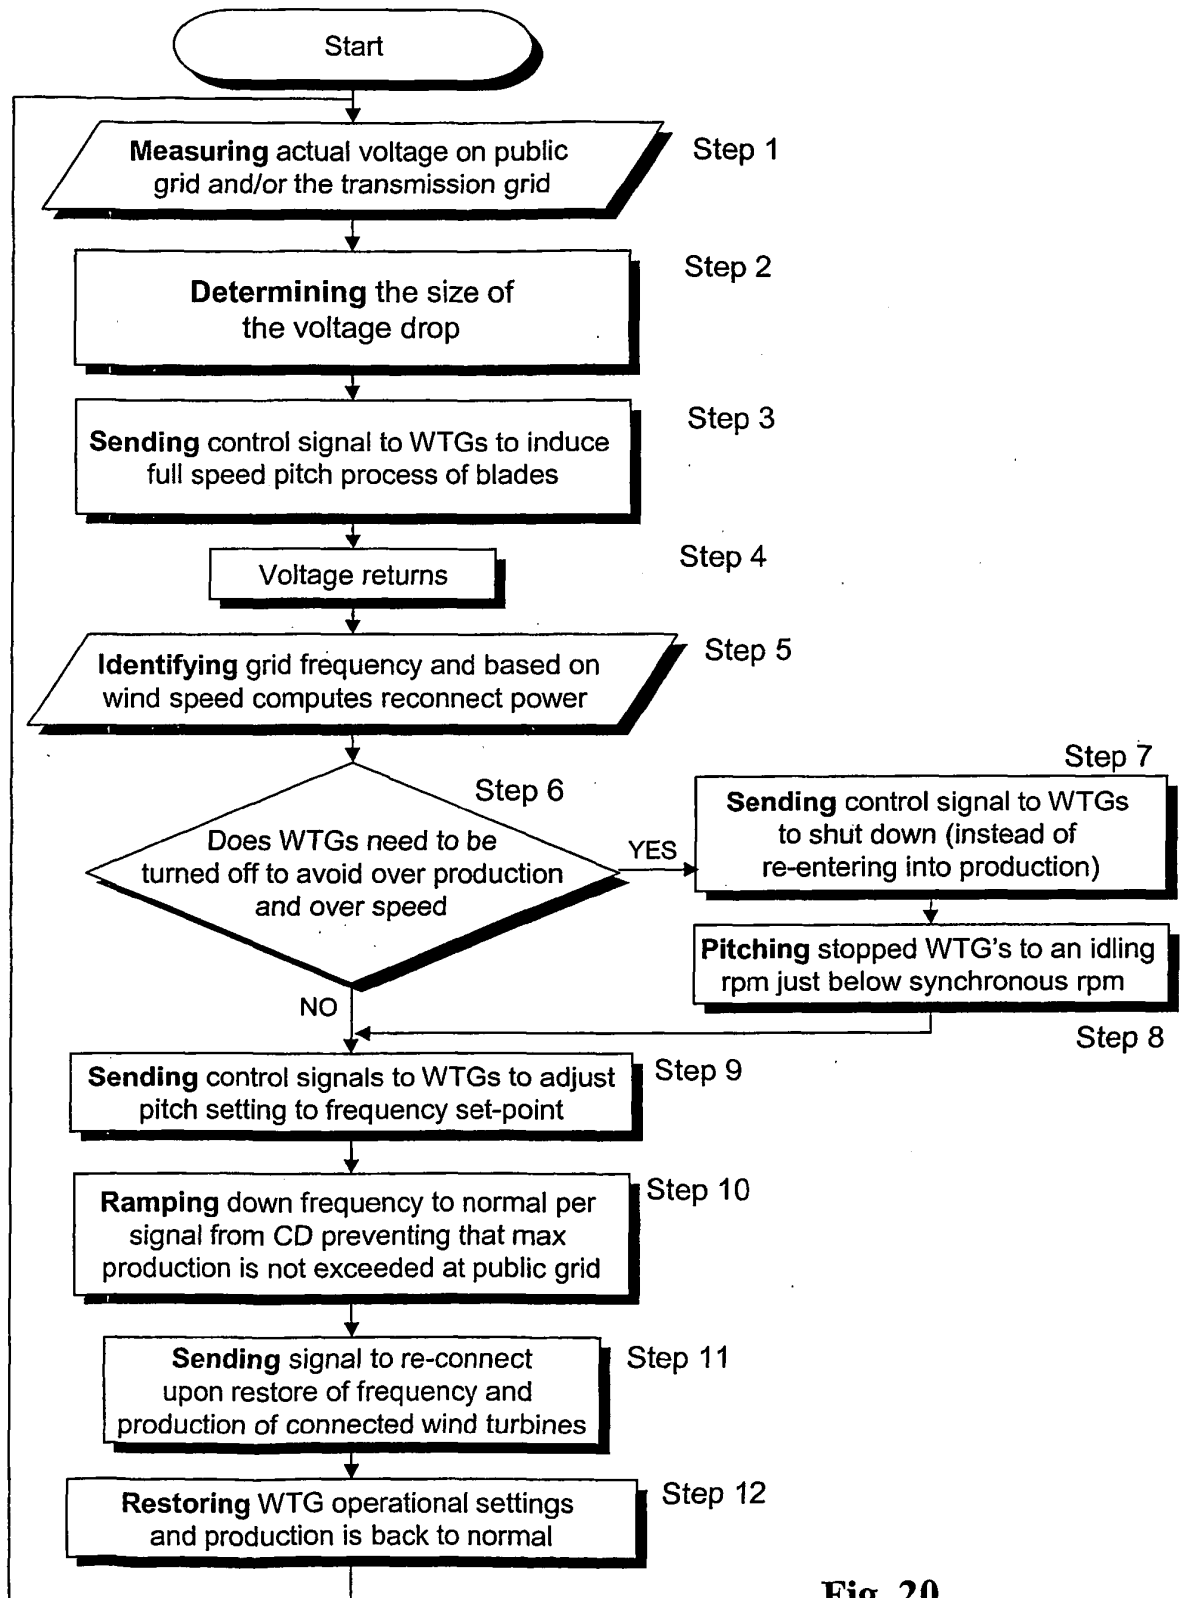 Start
Measuring actual voltage on public
grid and/or the transmission grid
Step 1
Determining the size of
the voltage drop
Step 2
Sending control signal to WTGs to induce
full speed pitch process of blades
Step 3
Voltage returns
Step 4
Identifying grid frequency and based on
wind speed computes reconnect power
Step 5
Step 6
Does WTGs need to be
turned off to avoid over production
and over speed
YES
NO
Step 7
Sending control signal to WTGs
to shut down (instead of
re-entering into production)
Pitching stopped WTG's to an idling
rpm just below synchronous rpm
Step 8
Sending control signals to WTGs to adjust
pitch setting to frequency set-point
Step 9
Ramping down frequency to normal per
signal from CD preventing that max
production is not exceeded at public grid
Step 10
Sending signal to re-connect
upon restore of frequency and
production of connected wind turbines
Step 11
Restoring WTG operational settings
and production is back to normal
Step 12
Fig. 20